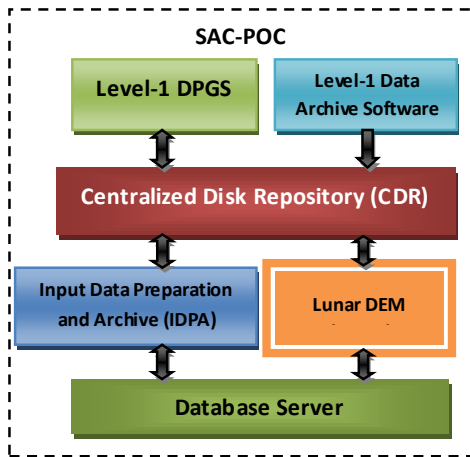 SAC-POC
Level-1 DPGS
Level-1 Data
Archive Software
Centralized Disk Repository (CDR)
Input Data Preparation
and Archive (IDPA)
Lunar DEM
Database Server